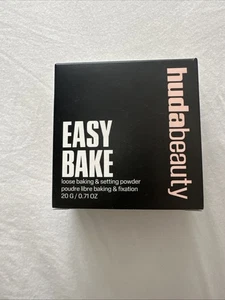 EASY
BAKE
loose baking & setting powder
poudre libre baking & fixation
20 G / 0.71 OZ
hudabeauty